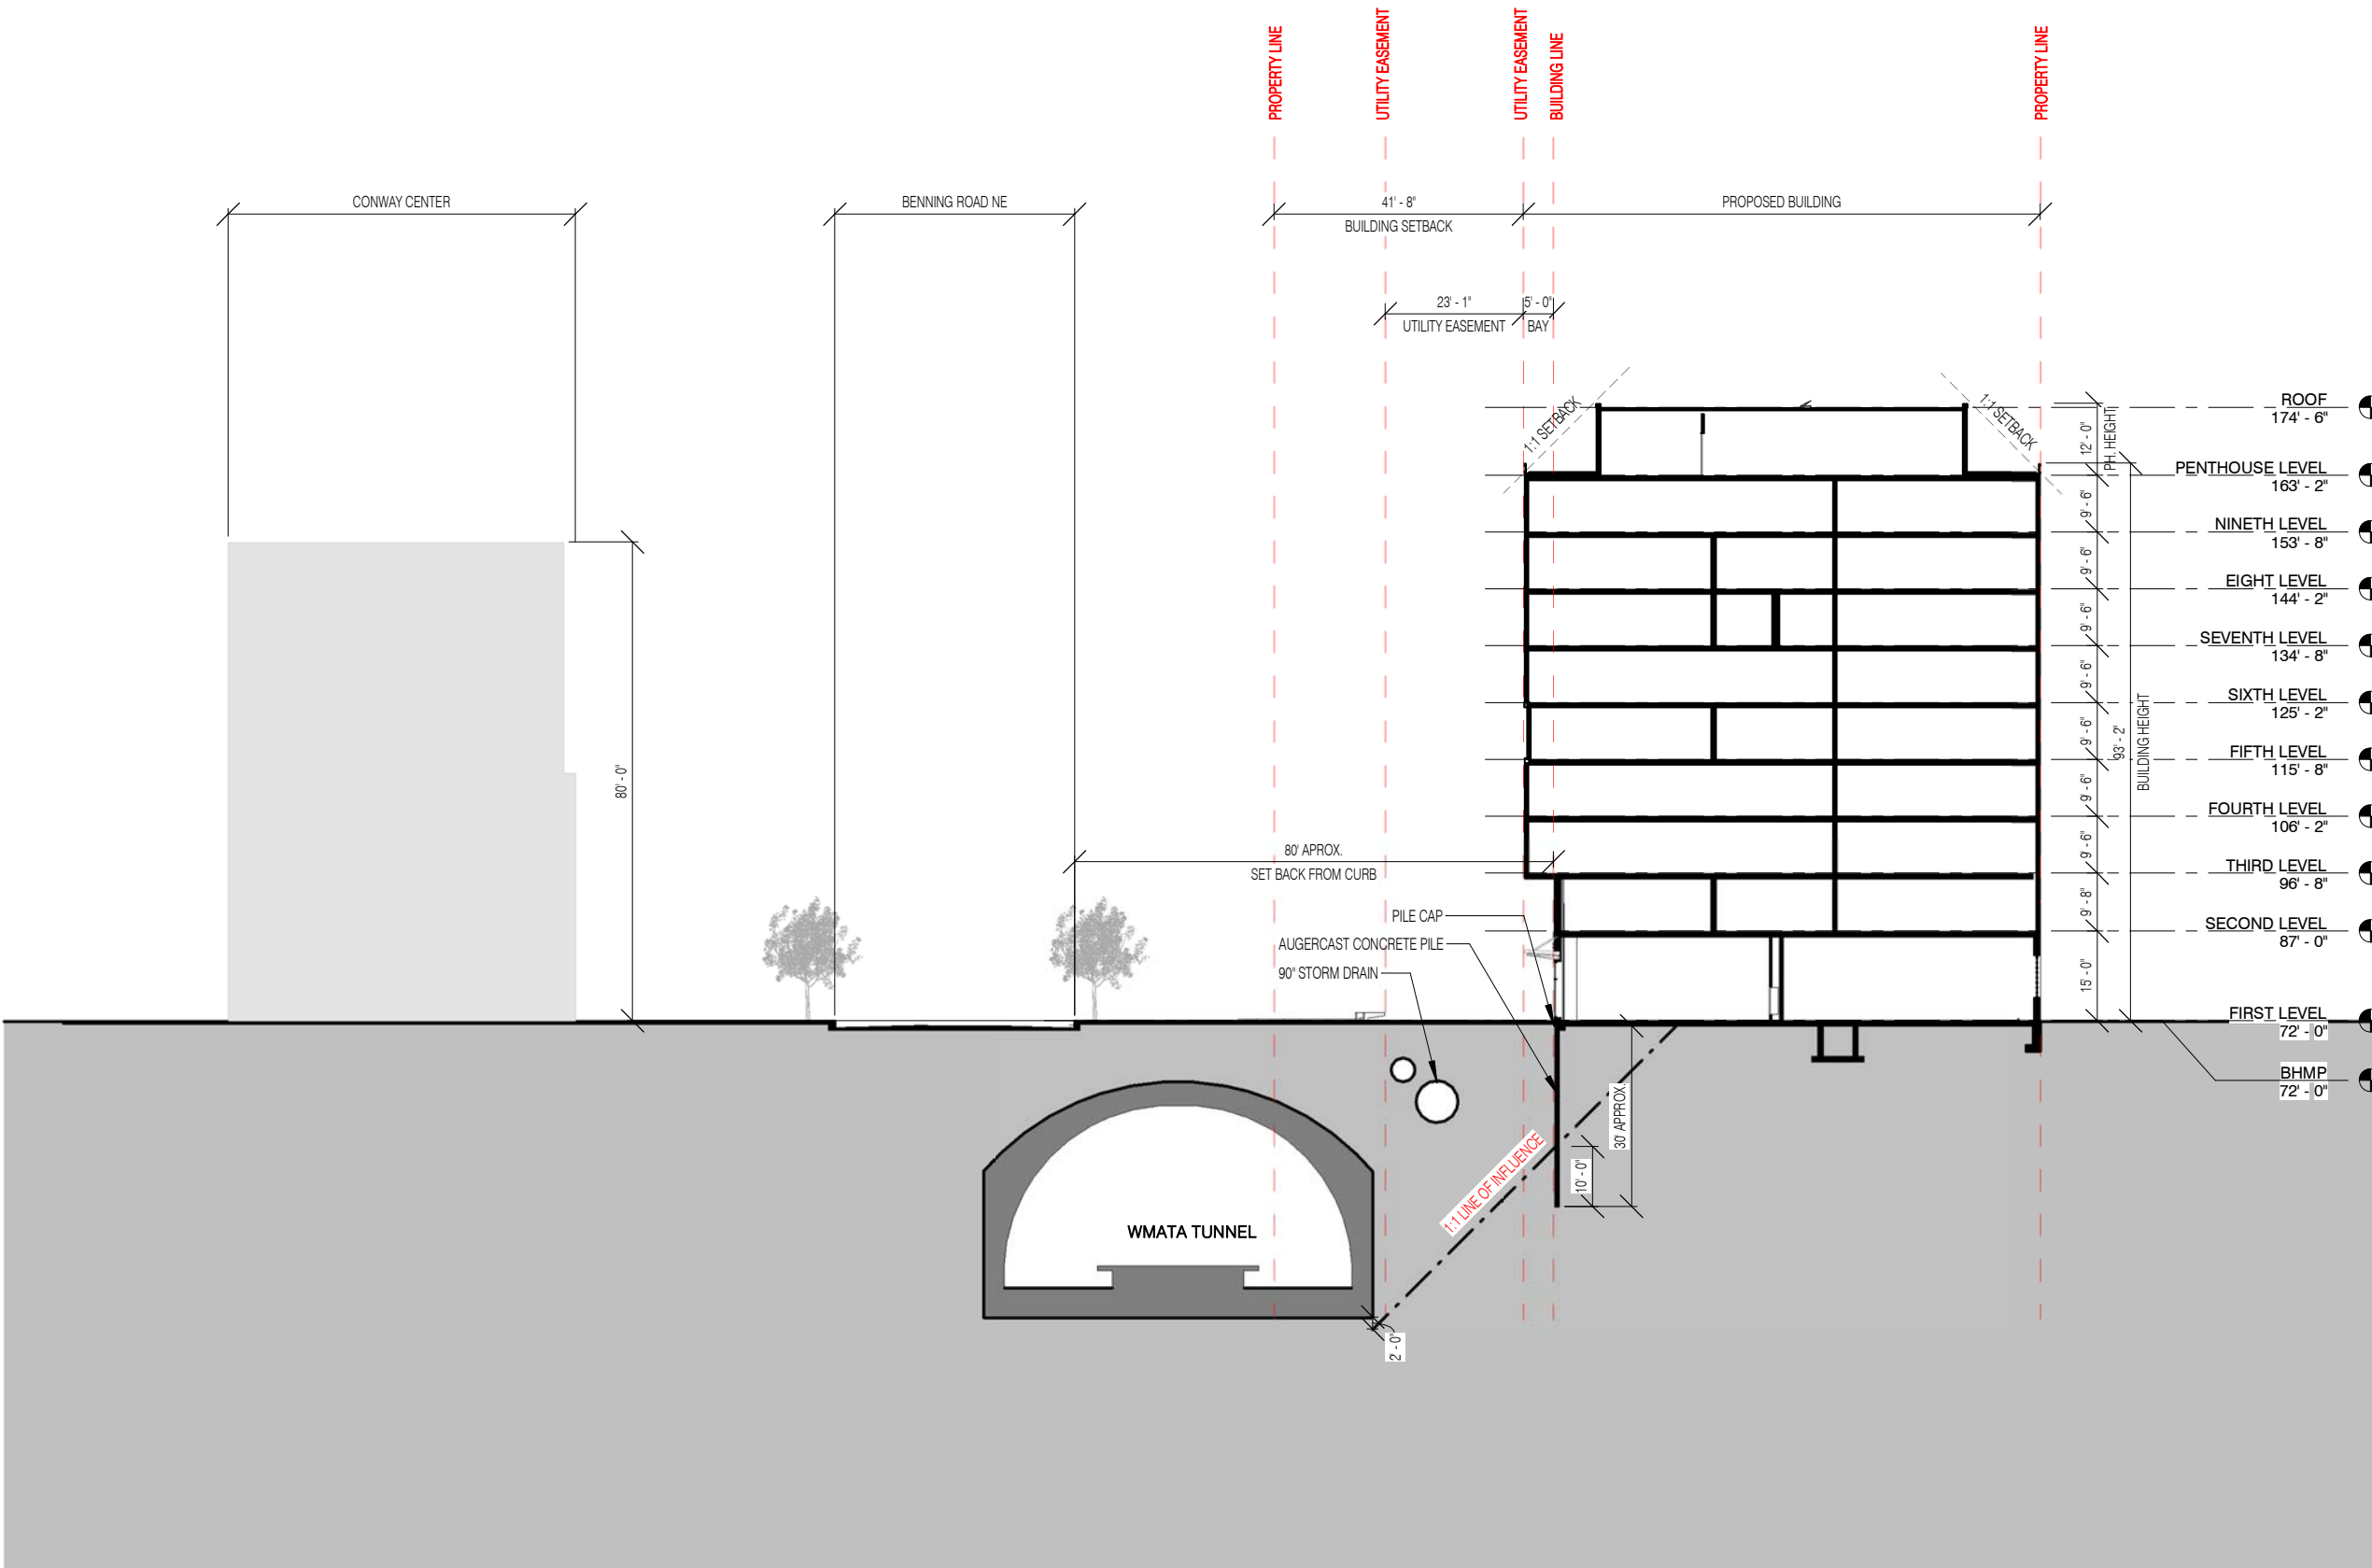 PROPERTY LINE
UTILITY EASEMENT
UTILITY EASEMENT
BUILDING LINE
PROPERTY LINE
CONWAY CENTER
BENNING ROAD NE
41' - 8"
BUILDING SETBACK
PROPOSED BUILDING
23' - 1"
UTILITY EASEMENT
5' - 0"
BAY
1:1 SETBACK
1:1 SETBACK
12' - 0"
PH. HEIGHT
ROOF
174' - 6"
PENTHOUSE LEVEL
163' - 2"
9' - 6"
NINETH LEVEL
153' - 8"
9' - 6"
EIGHT LEVEL
144' - 2"
9' - 6"
SEVENTH LEVEL
134' - 8"
9' - 6"
SIXTH LEVEL
125' - 2"
9' - 6"
93' - 2"
BUILDING HEIGHT
FIFTH LEVEL
115' - 8"
9' - 6"
FOURTH LEVEL
106' - 2"
9' - 6"
THIRD LEVEL
96' - 8"
9' - 8"
SECOND LEVEL
87' - 0"
15' - 0"
FIRST LEVEL
72' - 0"
BHMP
72' - 0"
80' - 0"
80' APROX.
SET BACK FROM CURB
PILE CAP
AUGERCAST CONCRETE PILE
90" STORM DRAIN
30' APPROX.
10' - 0"
1:1 LINE OF INFLUENCE
WMATA TUNNEL
2' - 0"